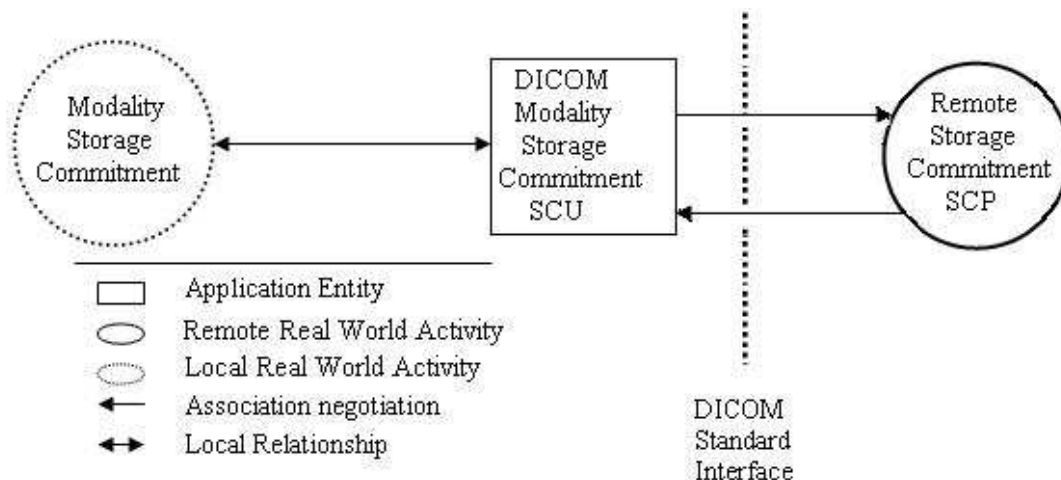 Modality
Storage
Commitment
DICOM
Modality
Storage
Commitment
SCU
Remote
Storage
Commitment
SCP
Application Entity
Remote Real World Activity
Local Real World Activity
Association negotiation
Local Relationship
DICOM
Standard
Interface